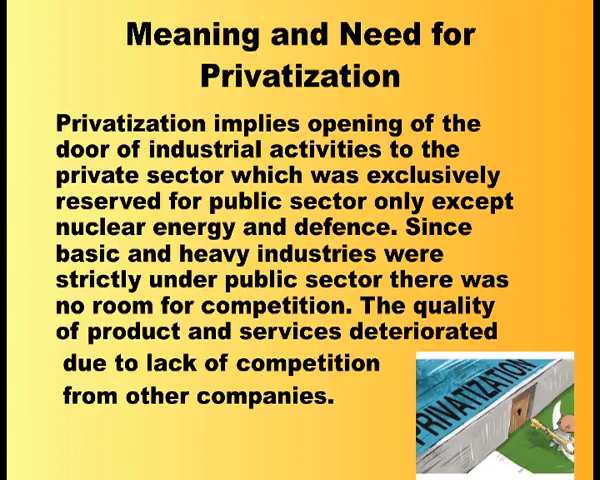 Meaning and Need for
Privatization
Privatization implies opening of the
door of industrial activities to the
private sector which was exclusively
reserved for public sector only except
nuclear energy and defence. Since
basic and heavy industries were
strictly under public sector there was
no room for competition. The quality
of product and services deteriorated
due to lack of competition
from other companies.
PRIVATIZATION